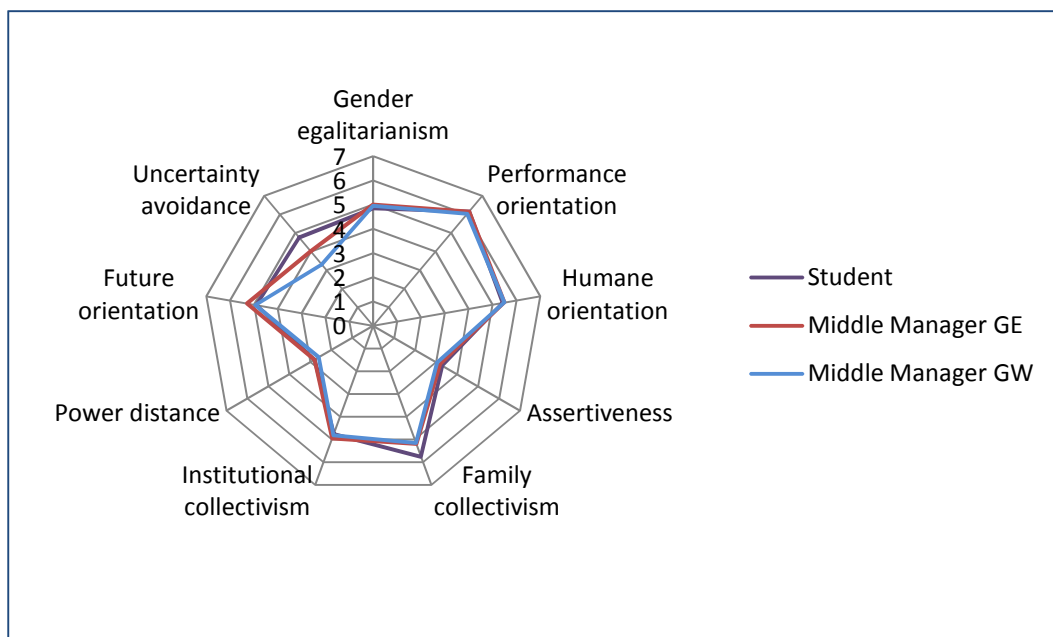 Gender
egalitarianism
Performance
orientation
Humane
orientation
Assertiveness
Family
collectivism
Institutional
collectivism
Power distance
Future
orientation
Uncertainty
avoidance
7
6
5
4
3
2
1
0
Student
Middle Manager GE
Middle Manager GW